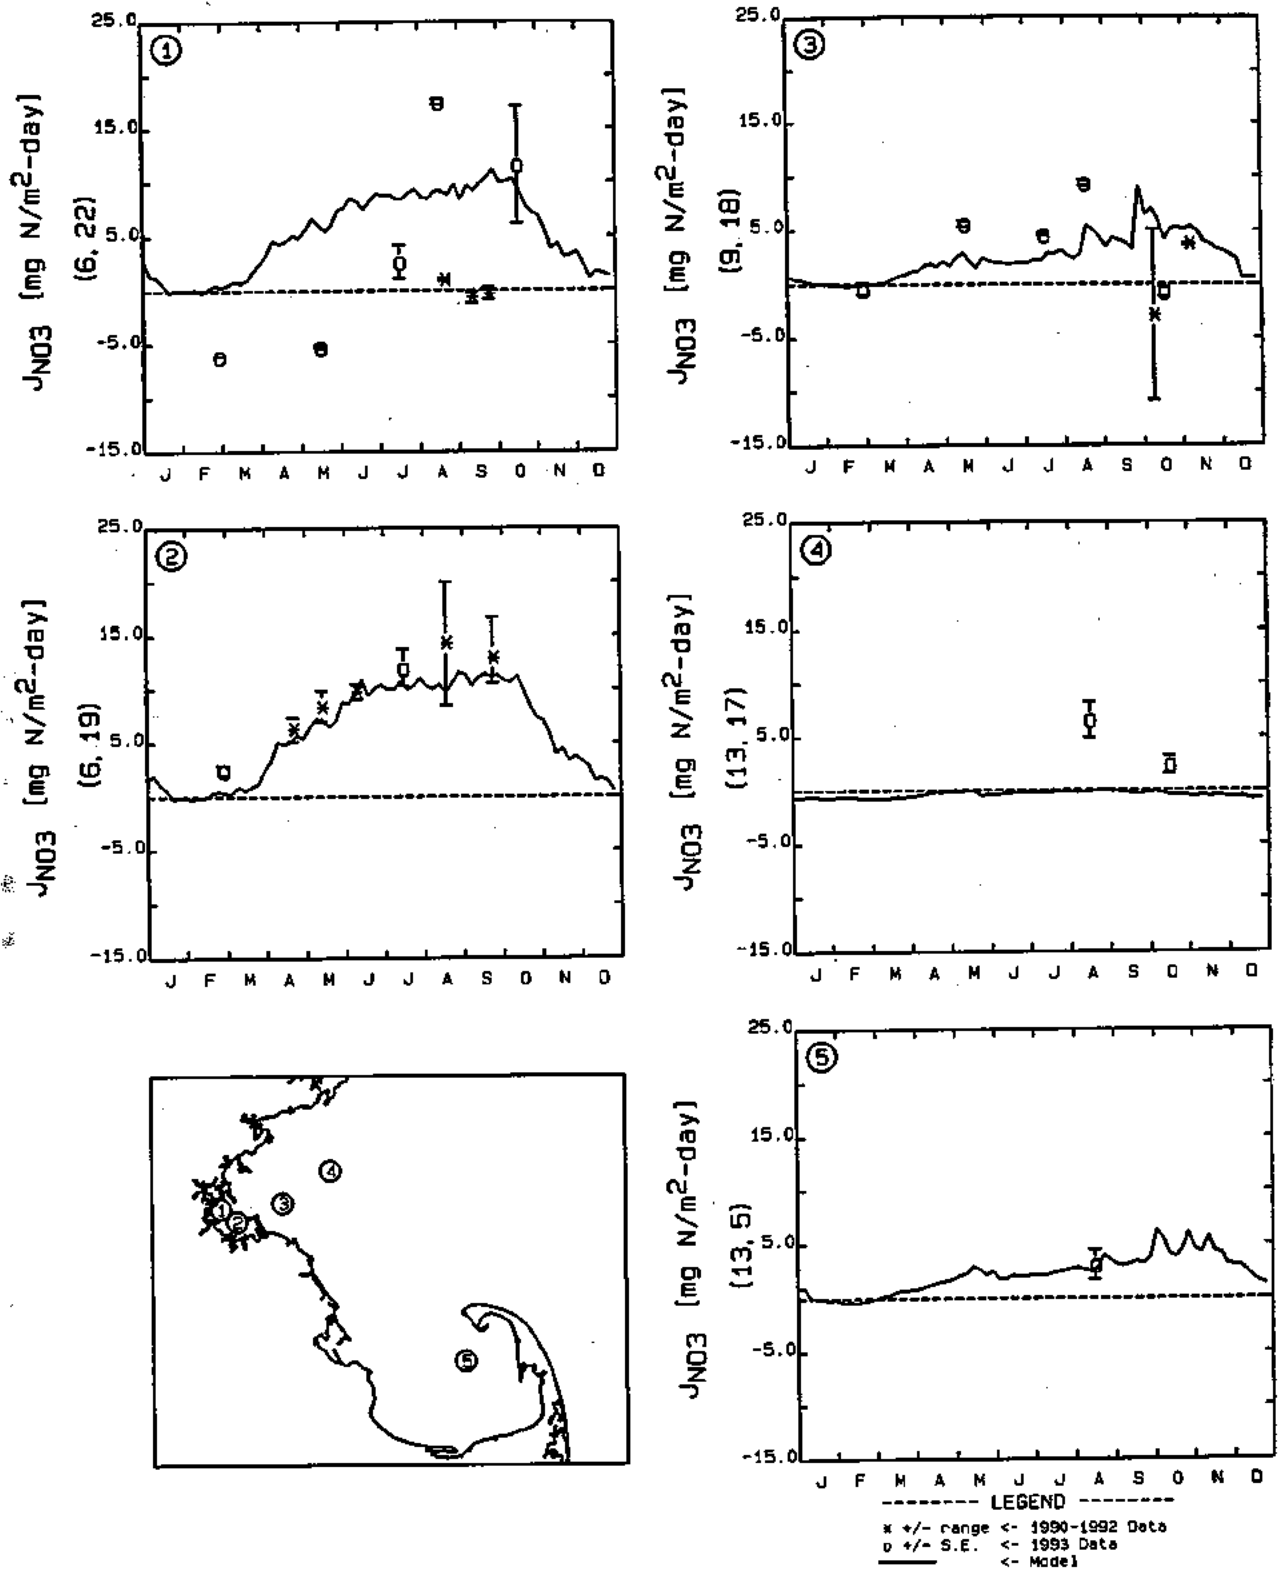 ①
25.0
15.0
5.0
-5.0
-15.0
J F M A M J J A S O N D
JNO3 [mg N/m2-day]
(6, 22)
③
25.0
15.0
5.0
-5.0
-15.0
J F M A M J J A S O N D
JNO3 [mg N/m2-day]
(9, 18)
②
25.0
15.0
5.0
-5.0
-15.0
J F M A M J J A S O N D
JNO3 [mg N/m2-day]
(6, 19)
④
25.0
15.0
5.0
-5.0
-15.0
J F M A M J J A S O N D
JNO3 [mg N/m2-day]
(13, 17)
④
③
①
②
⑤
⑤
25.0
15.0
5.0
-5.0
-15.0
J F M A M J J A S O N D
JNO3 [mg N/m2-day]
(13, 5)
--------- LEGEND ---------
* +/- range <- 1990-1992 Data
o +/- S.E. <- 1993 Data
<- Model